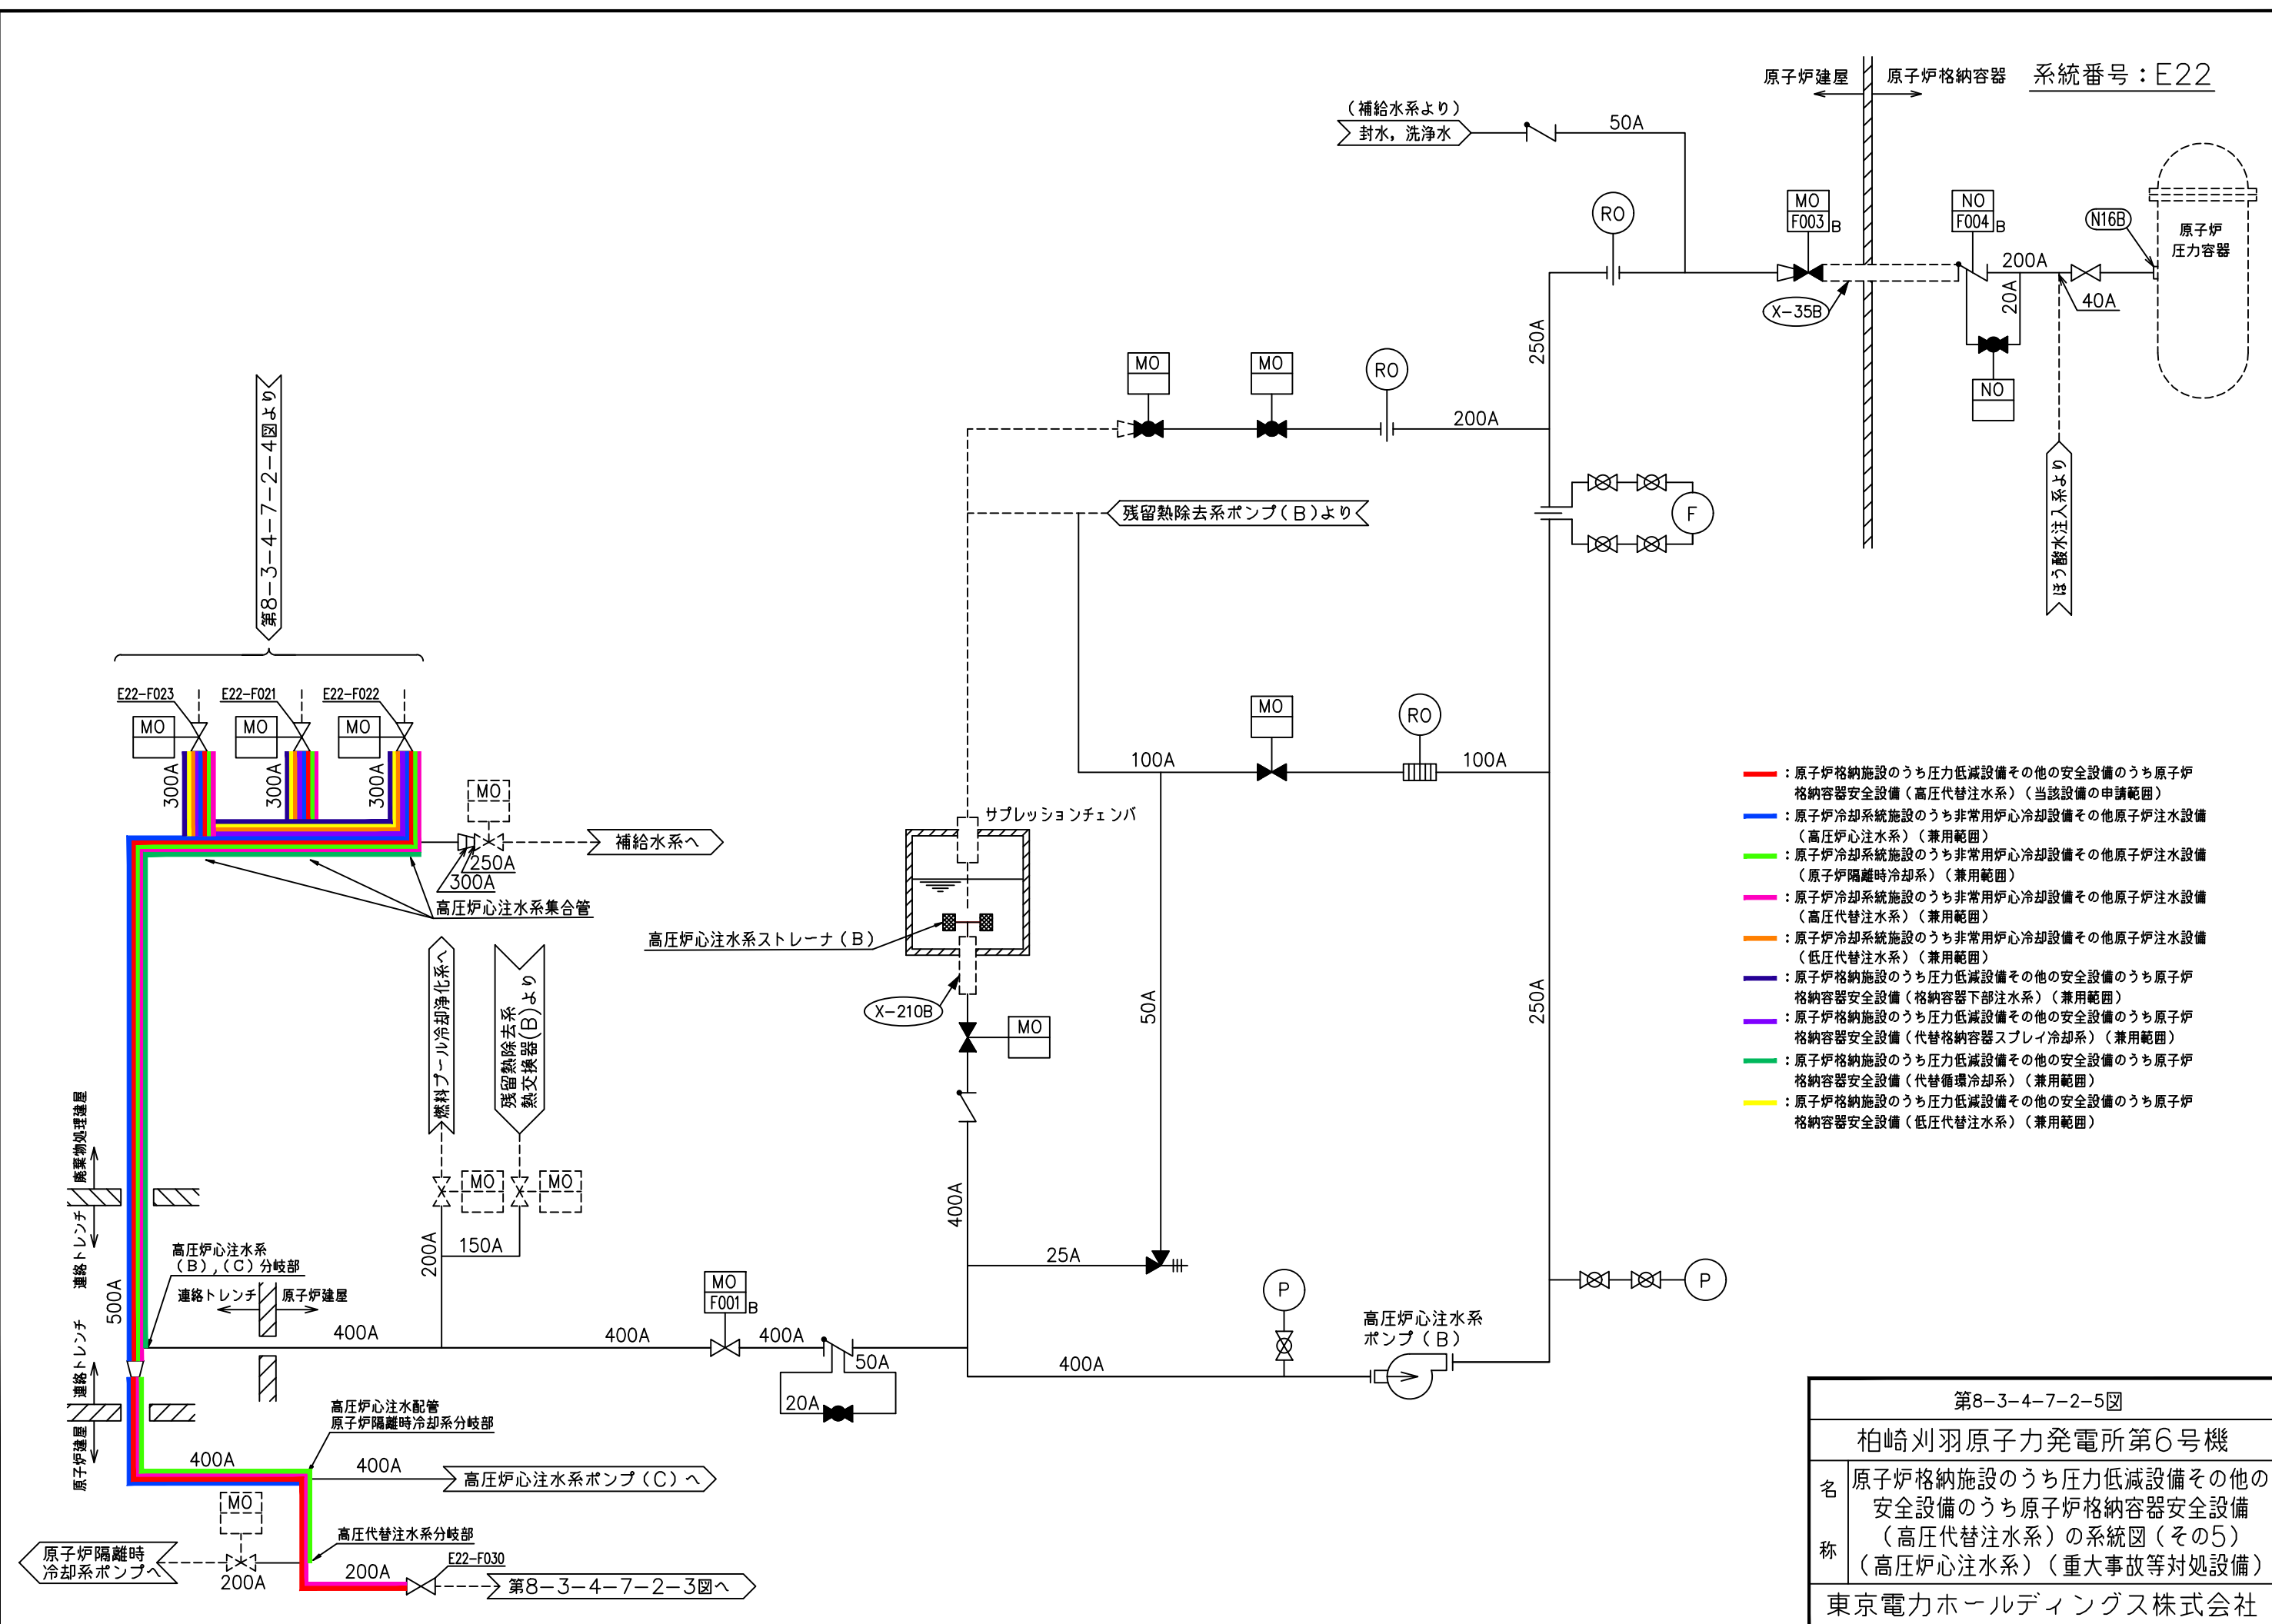 系統番号：E22
原子炉建屋
原子炉格納容器
（補給水系より）
封水，洗浄水
50A
RO
MO
F003
B
NO
F004
B
N16B
原子炉
圧力容器
200A
20A
40A
X-35B
NO
ほう酸水注入系より
250A
MO
MO
RO
200A
残留熱除去系ポンプ（B）より
F
第8-3-4-7-2-4図より
E22-F023
E22-F021
E22-F022
MO
MO
MO
300A
300A
300A
MO
補給水系へ
250A
300A
高圧炉心注水系集合管
MO
RO
100A
100A
サプレッションチェンバ
高圧炉心注水系ストレーナ（B）
X-210B
MO
50A
250A
400A
燃料プール冷却浄化系へ
残留熱除去系
熱交換器(B)より
MO
MO
200A
150A
廃棄物処理建屋
連絡トレンチ
500A
連絡トレンチ
原子炉建屋
高圧炉心注水系
（B），（C）分岐部
連絡トレンチ
原子炉建屋
400A
400A
MO
F001
B
400A
50A
20A
25A
400A
P
高圧炉心注水系
ポンプ（B）
P
高圧炉心注水配管
原子炉隔離時冷却系分岐部
400A
400A
高圧炉心注水系ポンプ（C）へ
MO
原子炉隔離時
冷却系ポンプへ
200A
高圧代替注水系分岐部
200A
E22-F030
第8-3-4-7-2-3図へ
：原子炉格納施設のうち圧力低減設備その他の安全設備のうち原子炉
格納容器安全設備（高圧代替注水系）（当該設備の申請範囲）
：原子炉冷却系統施設のうち非常用炉心冷却設備その他原子炉注水設備
（高圧炉心注水系）（兼用範囲）
：原子炉冷却系統施設のうち非常用炉心冷却設備その他原子炉注水設備
（原子炉隔離時冷却系）（兼用範囲）
：原子炉冷却系統施設のうち非常用炉心冷却設備その他原子炉注水設備
（高圧代替注水系）（兼用範囲）
：原子炉冷却系統施設のうち非常用炉心冷却設備その他原子炉注水設備
（低圧代替注水系）（兼用範囲）
：原子炉格納施設のうち圧力低減設備その他の安全設備のうち原子炉
格納容器安全設備（格納容器下部注水系）（兼用範囲）
：原子炉格納施設のうち圧力低減設備その他の安全設備のうち原子炉
格納容器安全設備（代替格納容器スプレイ冷却系）（兼用範囲）
：原子炉格納施設のうち圧力低減設備その他の安全設備のうち原子炉
格納容器安全設備（代替循環冷却系）（兼用範囲）
：原子炉格納施設のうち圧力低減設備その他の安全設備のうち原子炉
格納容器安全設備（低圧代替注水系）（兼用範囲）
第8-3-4-7-2-5図
柏崎刈羽原子力発電所第6号機
名称
原子炉格納施設のうち圧力低減設備その他の
安全設備のうち原子炉格納容器安全設備
（高圧代替注水系）の系統図（その5）
（高圧炉心注水系）（重大事故等対処設備）
東京電力ホールディングス株式会社